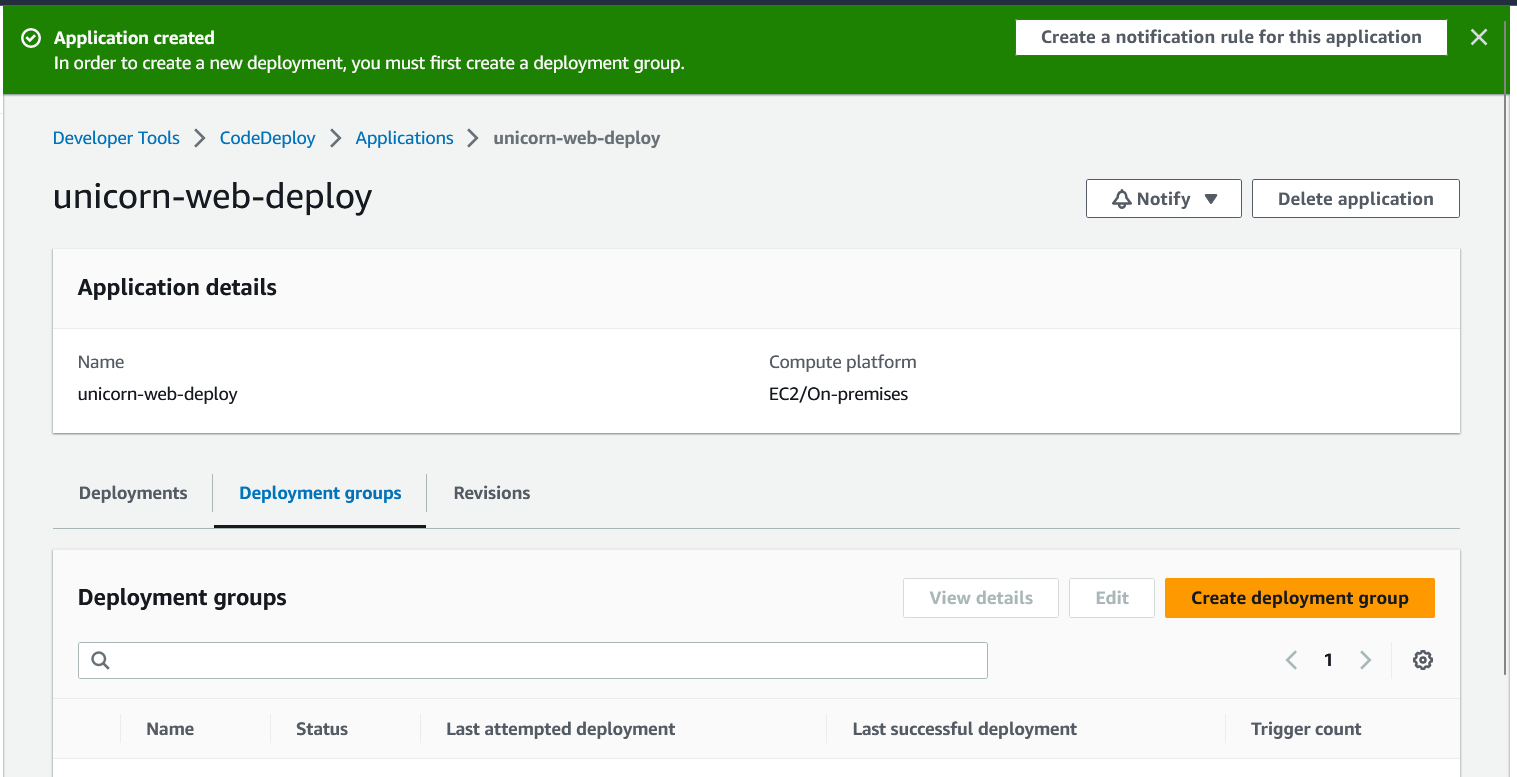 Application created
In order to create a new deployment, you must first create a deployment group.
Create a notification rule for this application
Developer Tools
CodeDeploy
Applications
unicorn-web-deploy
unicorn-web-deploy
Notify
Delete application
Application details
Name
unicorn-web-deploy
Compute platform
EC2/On-premises
Deployments
Deployment groups
Revisions
Deployment groups
View details
Edit
Create deployment group
1
Name
Status
Last attempted deployment
Last successful deployment
Trigger count